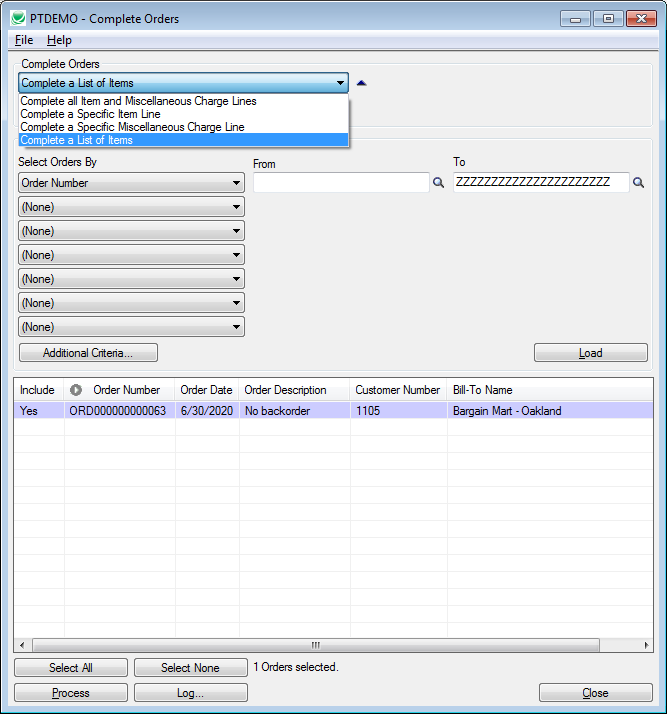 PTDEMO - Complete Orders
File Help
Complete Orders
Complete a List of Items
Complete all Item and Miscellaneous Charge Lines
Complete a Specific Item Line
Complete a Specific Miscellaneous Charge Line
Complete a List of Items
Select Orders By From To
Order Number ZZZZZZZZZZZZZZZZZZZZZZ
(None)
(None)
(None)
(None)
(None)
(None)
Additional Criteria... Load
Include Order Number Order Date Order Description Customer Number Bill-To Name
Yes ORD000000000063 6/30/2020 No backorder 1105 Bargain Mart - Oakland
Select All Select None 1 Orders selected.
Process Log... Close